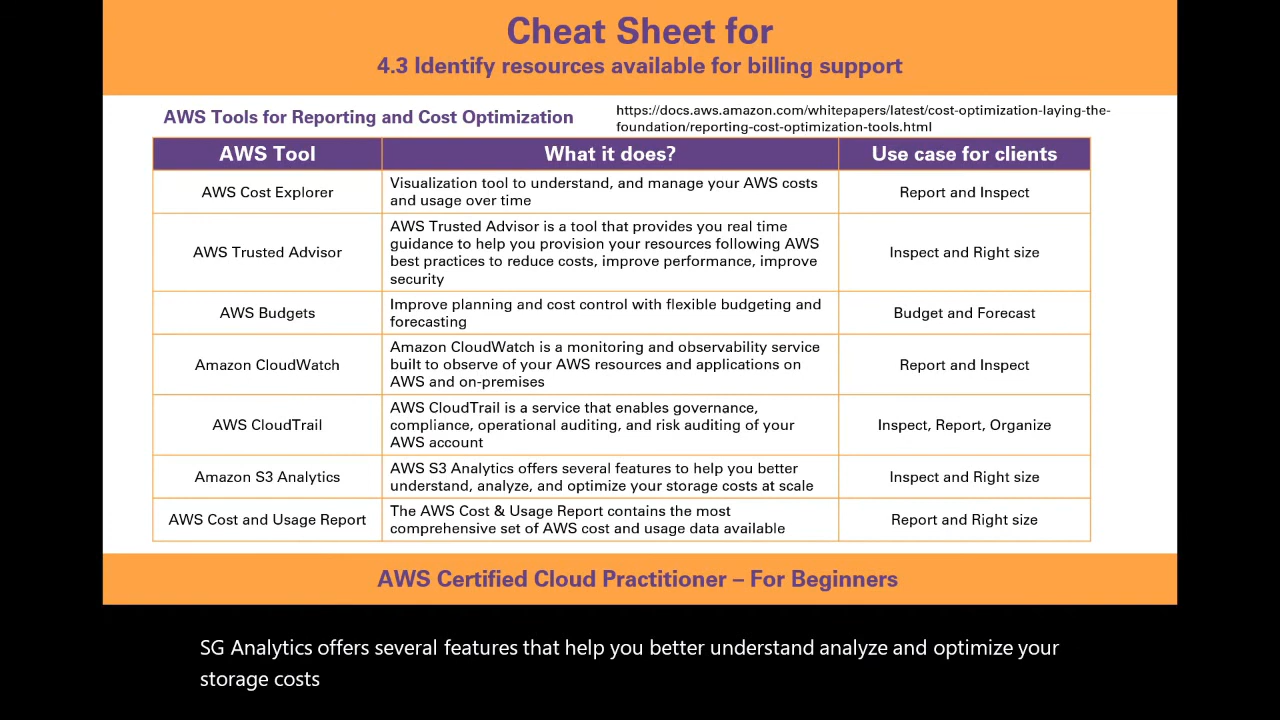 Cheat Sheet for
4.3 Identify resources available for billing support
AWS Tools for Reporting and Cost Optimization
https://docs.aws.amazon.com/whitepapers/latest/cost-optimization-laying-the-
foundation/reporting-cost-optimization-tools.html
AWS Tool
What it does?
Use case for clients
AWS Cost Explorer
Visualization tool to understand, and manage your AWS costs
and usage over time
Report and Inspect
AWS Trusted Advisor
AWS Trusted Advisor is a tool that provides you real time
guidance to help you provision your resources following AWS
best practices to reduce costs, improve performance, improve
security
Inspect and Right size
AWS Budgets
Improve planning and cost control with flexible budgeting and
forecasting
Budget and Forecast
Amazon CloudWatch
Amazon CloudWatch is a monitoring and observability service
built to observe of your AWS resources and applications on
AWS and on-premises
Report and Inspect
AWS CloudTrail
AWS CloudTrail is a service that enables governance,
compliance, operational auditing, and risk auditing of your
AWS account
Inspect, Report, Organize
Amazon S3 Analytics
AWS S3 Analytics offers several features to help you better
understand, analyze, and optimize your storage costs at scale
Inspect and Right size
AWS Cost and Usage Report
The AWS Cost & Usage Report contains the most
comprehensive set of AWS cost and usage data available
Report and Right size
AWS Certified Cloud Practitioner – For Beginners
SG Analytics offers several features that help you better understand analyze and optimize your
storage costs